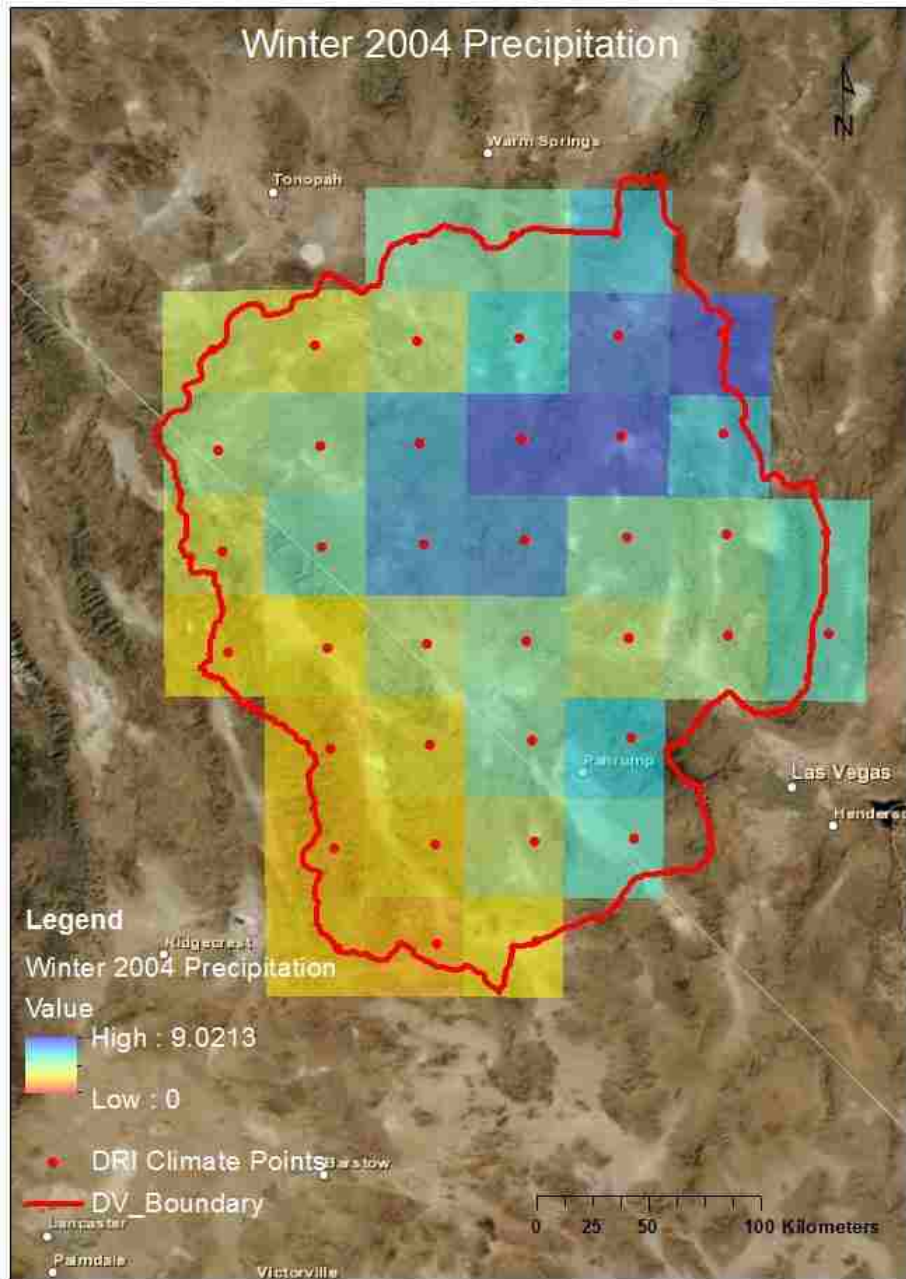 Winter 2004 Precipitation
N
Warm Springs
Tonopah
Pahrump
Las Vegas
Henders
Legend
Ridgecrest
Winter 2004 Precipitation
Value
High : 9.0213
Low : 0
DRI Climate Points
Barstow
DV_Boundary
0 25 50 100 Kilometers
Lancaster
Palmdale
Victorville